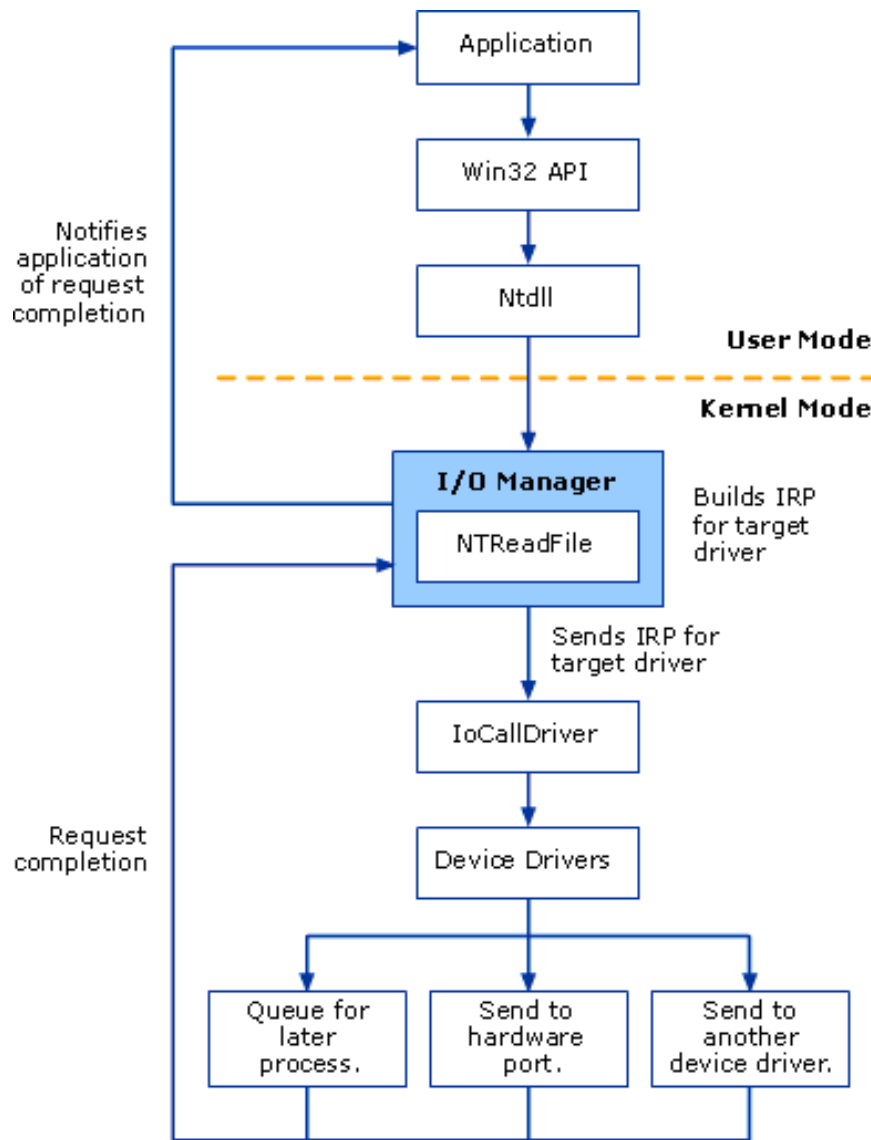 Application
Win32 API
Notifies
application
of request
completion
Ntdll
User Mode
Kernel Mode
I/O Manager
NTReadFile
Builds IRP
for target
driver
Sends IRP for
target driver
IoCallDriver
Request
completion
Device Drivers
Queue for
later
process.
Send to
hardware
port.
Send to
another
device driver.